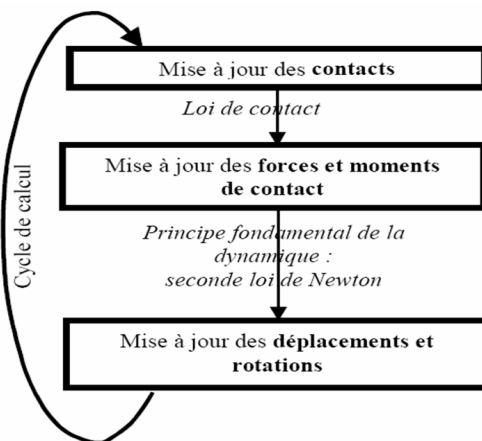 Mise à jour des contacts
Loi de contact
Mise à jour des forces et moments
de contact
Principe fondamental de la
dynamique :
seconde loi de Newton
Mise à jour des déplacements et
rotations
Cycle de calcul